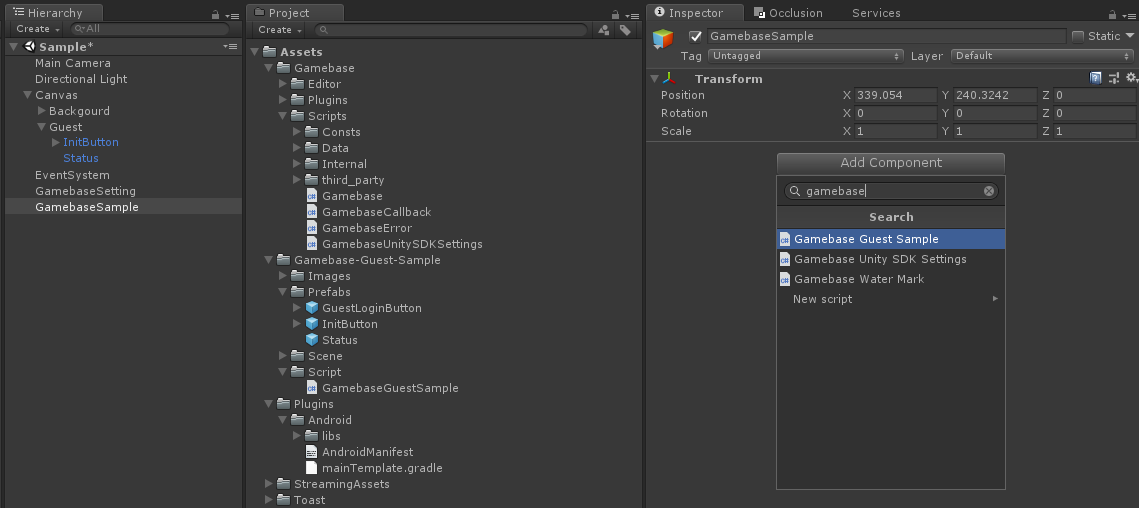 Hierarchy
Create
All
Sample*
Main Camera
Directional Light
Canvas
Backgourd
Guest
InitButton
Status
EventSystem
GamebaseSetting
GamebaseSample
Project
Create
Assets
Gamebase
Editor
Plugins
Scripts
Consts
Data
Internal
third_party
Gamebase
GamebaseCallback
GamebaseError
GamebaseUnitySDKSettings
Gamebase-Guest-Sample
Images
Prefabs
GuestLoginButton
InitButton
Status
Scene
Script
GamebaseGuestSample
Plugins
Android
libs
AndroidManifest
mainTemplate.gradle
StreamingAssets
Toast
Inspector Occlusion Services
GamebaseSample Static
Tag Untagged Layer Default
Transform
Position X 339.054 Y 240.3242 Z 0
Rotation X 0 Y 0 Z 0
Scale X 1 Y 1 Z 1
Add Component
gamebase
Search
Gamebase Guest Sample
Gamebase Unity SDK Settings
Gamebase Water Mark
New script